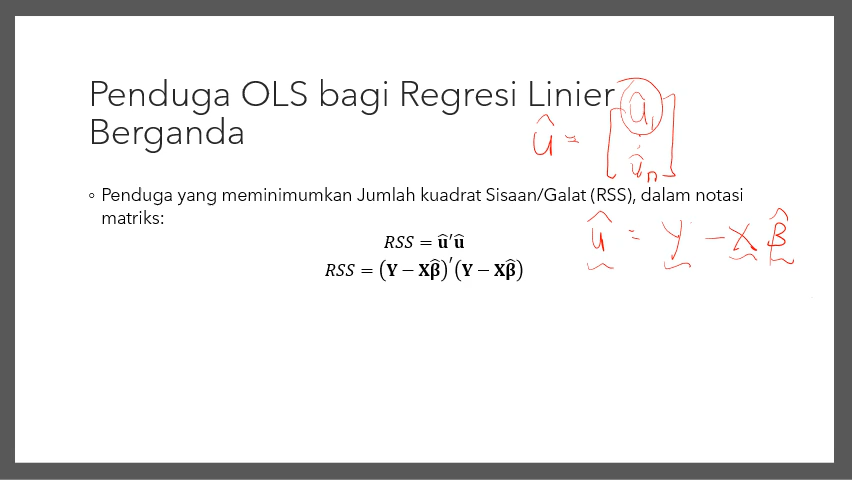 Penduga OLS bagi Regresi Linier
Berganda
û = [û₁
⋮
ûₙ]
◦ Penduga yang meminimumkan Jumlah kuadrat Sisaan/Galat (RSS), dalam notasi
matriks:
û = Y − X β̂
RSS = û′û
RSS = (Y − Xβ̂)′(Y − Xβ̂)